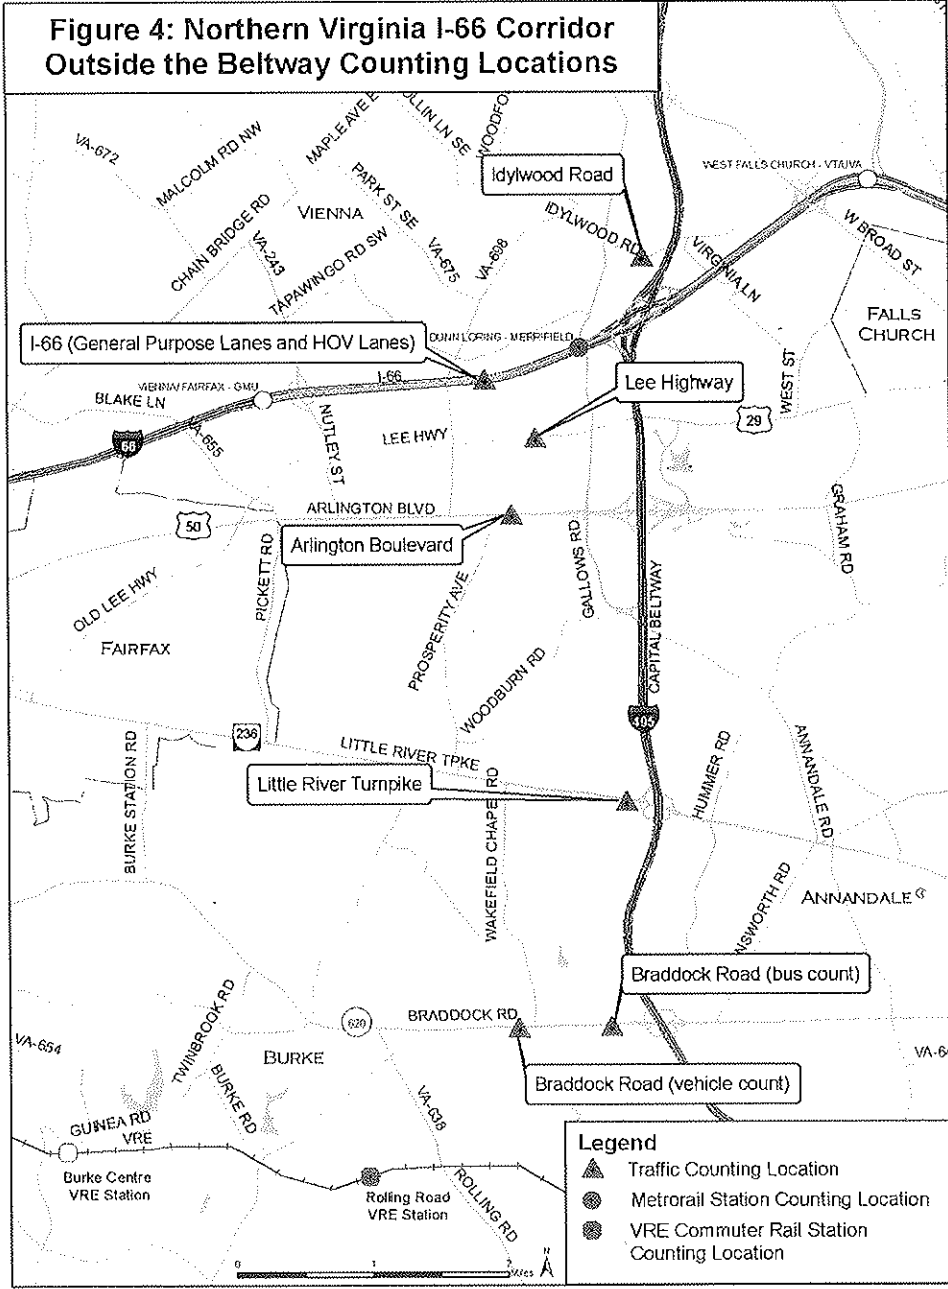 Figure 4: Northern Virginia I-66 Corridor
Outside the Beltway Counting Locations
VA-672
MALCOLM RD NW
MAPLE AVE E
OLLIN LN SE
WOODFO
Idylwood Road
WEST FALLS CHURCH - VT/UVA
CHAIN BRIDGE RD
VIENNA
PARK ST SE
IDYLWOOD RD
W BROAD ST
VA-243
TAPAWINGO RD SW
VA-675
VA-698
VIRGINIA LN
FALLS
CHURCH
I-66 (General Purpose Lanes and HOV Lanes)
DUNN LORING - MERRIFIELD
I-66
VIENNA/FAIRFAX - GMU
BLAKE LN
Lee Highway
WEST ST
29
66
A-655
NUTLEY ST
LEE HWY
50
ARLINGTON BLVD
Arlington Boulevard
GRAHAM RD
PICKETT RD
GALLOWS RD
OLD LEE HWY
FAIRFAX
PROSPERITY AVE
CAPITAL BELTWAY
WOODBURN RD
236
LITTLE RIVER TPKE
495
BURKE STATION RD
Little River Turnpike
HUMMER RD
ANNANDALE RD
WAKEFIELD CHAPEL RD
ANNANDALE
NSWORTH RD
Braddock Road (bus count)
TWINBROOK RD
620
BRADDOCK RD
VA-654
BURKE
VA-6
BURKE RD
Braddock Road (vehicle count)
VA-638
GUINEA RD
VRE
Burke Centre
VRE Station
Rolling Road
VRE Station
ROLLING RD
Legend
Traffic Counting Location
Metrorail Station Counting Location
VRE Commuter Rail Station
Counting Location
0 1 2 Miles
N